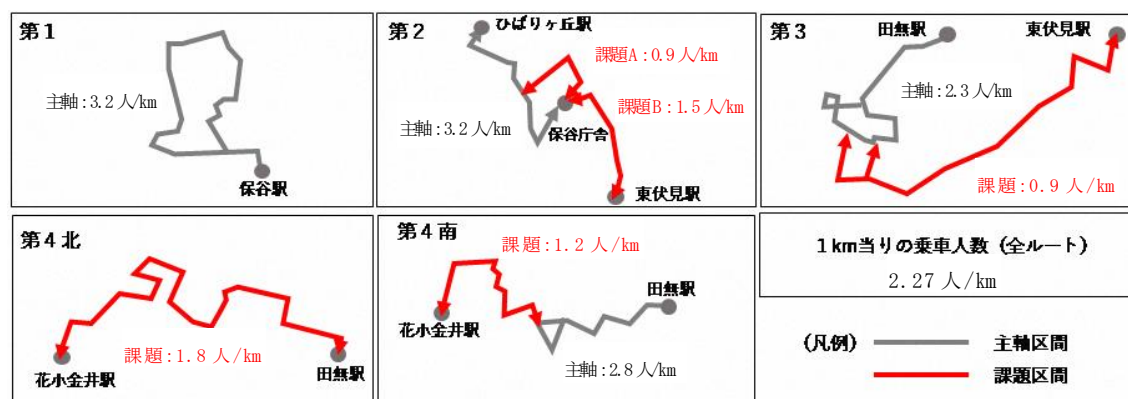 第1
主軸:3.2人/km
保谷駅
第2
ひばりヶ丘駅
課題A:0.9人/km
課題B:1.5人/km
主軸:3.2人/km
保谷庁舎
東伏見駅
第3
田無駅
東伏見駅
主軸:2.3人/km
課題:0.9人/km
第4北
課題:1.8人/km
花小金井駅
田無駅
第4南
課題:1.2人/km
田無駅
花小金井駅
主軸:2.8人/km
1km当りの乗車人数(全ルート)
2.27人/km
(凡例)
主軸区間
課題区間